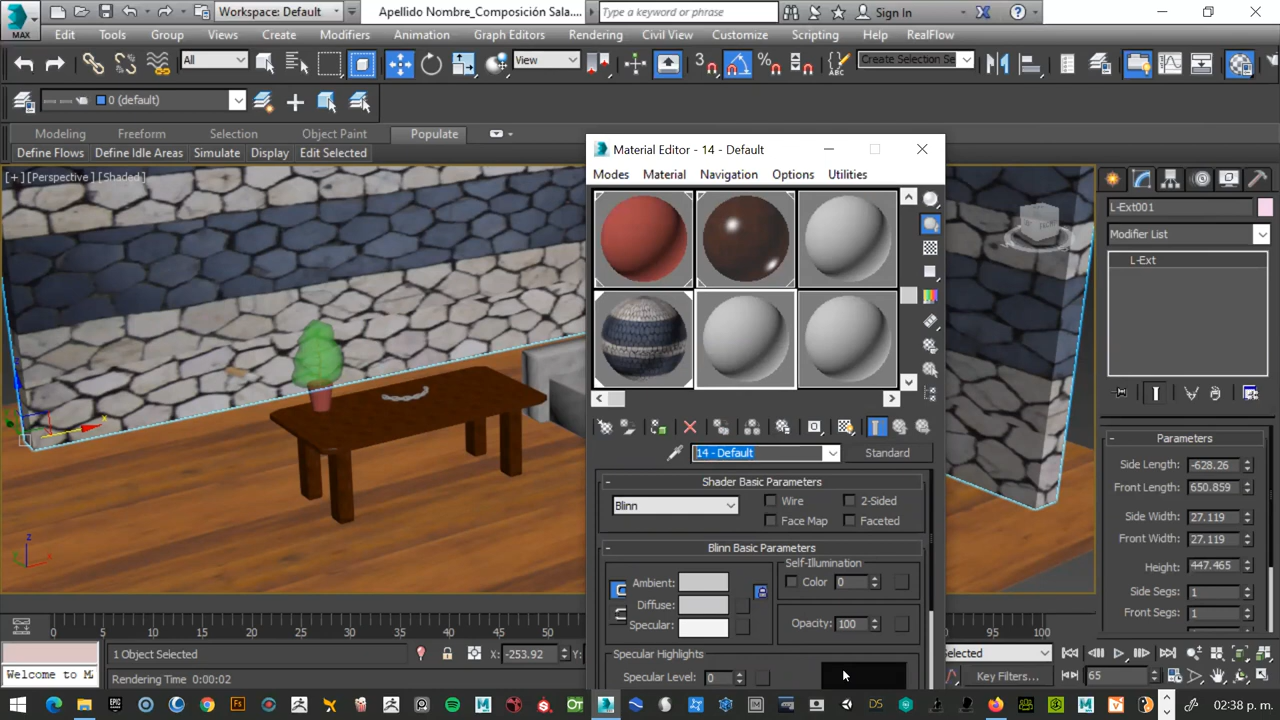 MAX
Workspace: Default
Apellido Nombre_Composición Sala....
Type a keyword or phrase
Sign In
Edit Tools Group Views Create Modifiers Animation Graph Editors Rendering Civil View Customize Scripting Help RealFlow
All
View
3
Create Selection Se
ABC
0 (default)
Modeling Freeform Selection Object Paint Populate
Define Flows Define Idle Areas Simulate Display Edit Selected
[+] [Perspective] [Shaded]
Material Editor - 14 - Default
Modes Material Navigation Options Utilities
14 - Default
Standard
Shader Basic Parameters
Blinn
Wire
2-Sided
Face Map
Faceted
Blinn Basic Parameters
Self-Illumination
Ambient:
Color 0
Diffuse:
Specular:
Opacity: 100
Specular Highlights
Specular Level: 0
L-Ext001
Modifier List
L-Ext
Parameters
Side Length: -628.26
Front Length: 650.859
Side Width: 27.119
Front Width: 27.119
Height: 447.465
Side Segs: 1
Front Segs: 1
x
z
x
0 5 10 15 20 25 30 35 40 45 50
95 100
1 Object Selected
X: -253.92
Y:
Selected
Welcome to M
Rendering Time 0:00:02
Key Filters...
65
02:38 p. m.